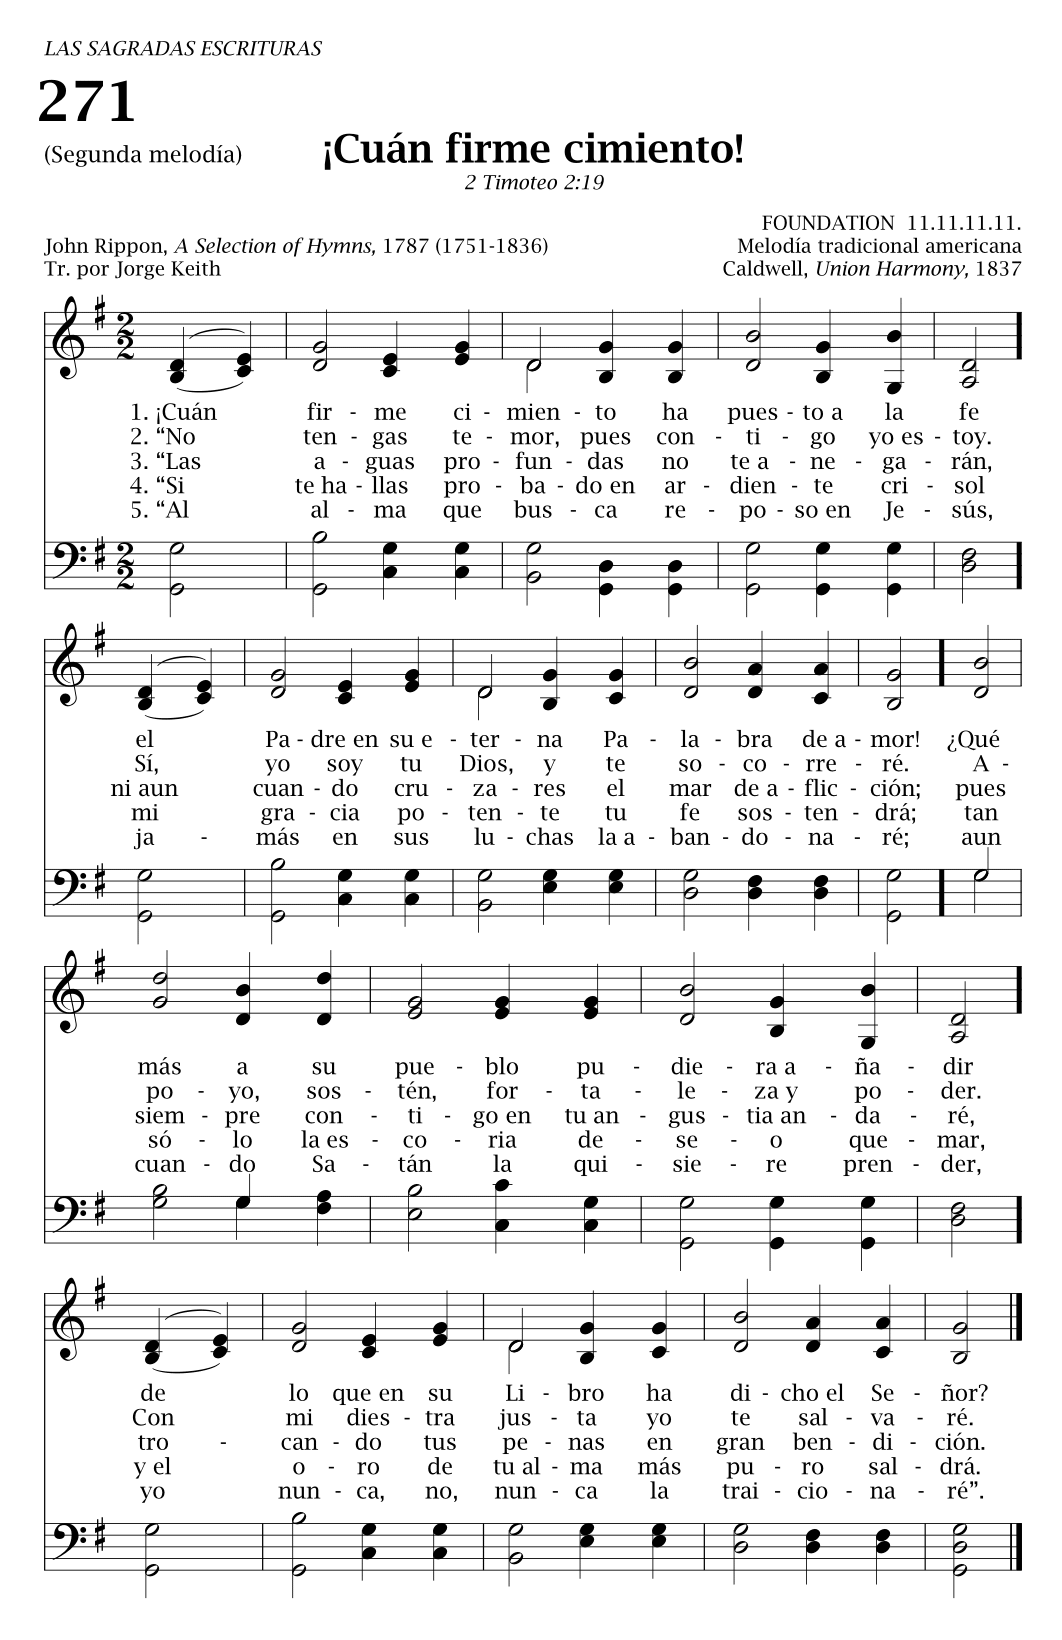 LAS SAGRADAS ESCRITURAS
271
(Segunda melodía)
¡Cuán firme cimiento!
2 Timoteo 2:19
FOUNDATION 11.11.11.11.
John Rippon, A Selection of Hymns, 1787 (1751-1836)
Melodía tradicional americana
Tr. por Jorge Keith
Caldwell, Union Harmony, 1837
1. ¡Cuán fir - me ci - mien - to ha pues - to a la fe
2. “No ten - gas te - mor, pues con - ti - go yo es - toy.
3. “Las a - guas pro - fun - das no te a - ne - ga - rán,
4. “Si te ha - llas pro - ba - do en ar - dien - te cri - sol
5. “Al al - ma que bus - ca re - po - so en Je - sús,
el Pa - dre en su e - ter - na Pa - la - bra de a - mor! ¿Qué
Sí, yo soy tu Dios, y te so - co - rre - ré. A -
ni aun cuan - do cru - za - res el mar de a - flic - ción; pues
mi gra - cia po - ten - te tu fe sos - ten - drá; tan
ja - más en sus lu - chas la a - ban - do - na - ré; aun
más a su pue - blo pu - die - ra a - ña - dir
po - yo, sos - tén, for - ta - le - za y po - der.
siem - pre con - ti - go en tu an - gus - tia an - da - ré,
só - lo la es - co - ria de - se - o que - mar,
cuan - do Sa - tán la qui - sie - re pren - der,
de lo que en su Li - bro ha di - cho el Se - ñor?
Con mi dies - tra jus - ta yo te sal - va - ré.
tro - can - do tus pe - nas en gran ben - di - ción.
y el o - ro de tu al - ma más pu - ro sal - drá.
yo nun - ca, no, nun - ca la trai - cio - na - ré”.